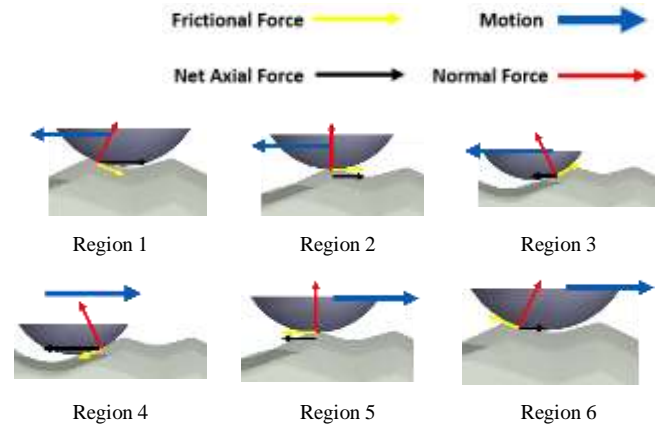 Frictional Force
Motion
Net Axial Force
Normal Force
Region 1
Region 2
Region 3
Region 4
Region 5
Region 6